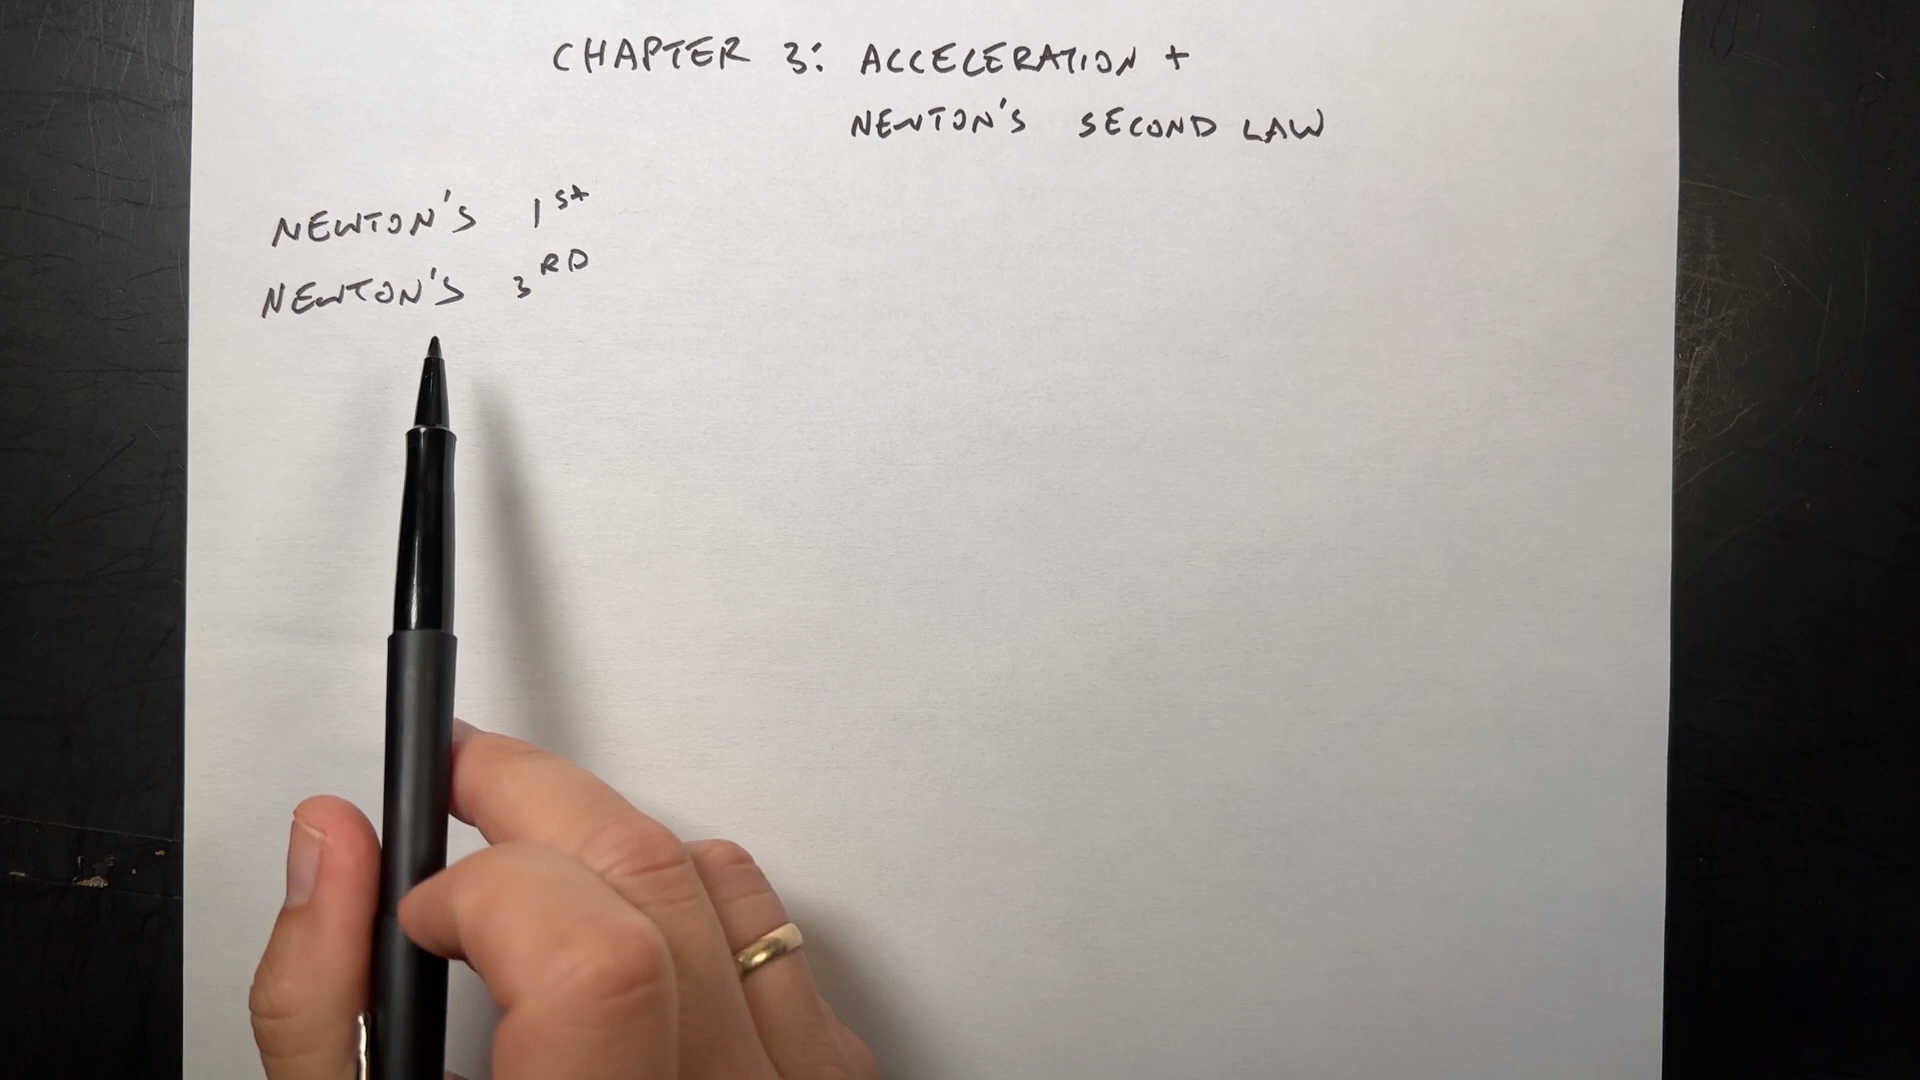 CHAPTER 3: ACCELERATION +
NEWTON'S SECOND LAW
NEWTON'S 1ST
NEWTON'S 3RD